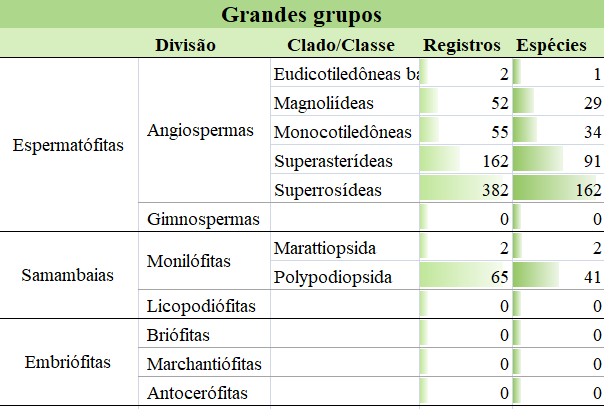 Grandes grupos
Divisão Clado/Classe Registros Espécies
Eudicotiledôneas ba 2 1
Magnoliídeas 52 29
Angiospermas Monocotiledôneas 55 34
Espermatófitas
Superasterídeas 162 91
Superrosídeas 382 162
Gimnospermas 0 0
Marattiopsida 2 2
Monilófitas
Samambaias Polypodiopsida 65 41
Licopodiófitas 0 0
Briófitas 0 0
Embriófitas Marchantiófitas 0 0
Antocerófitas 0 0